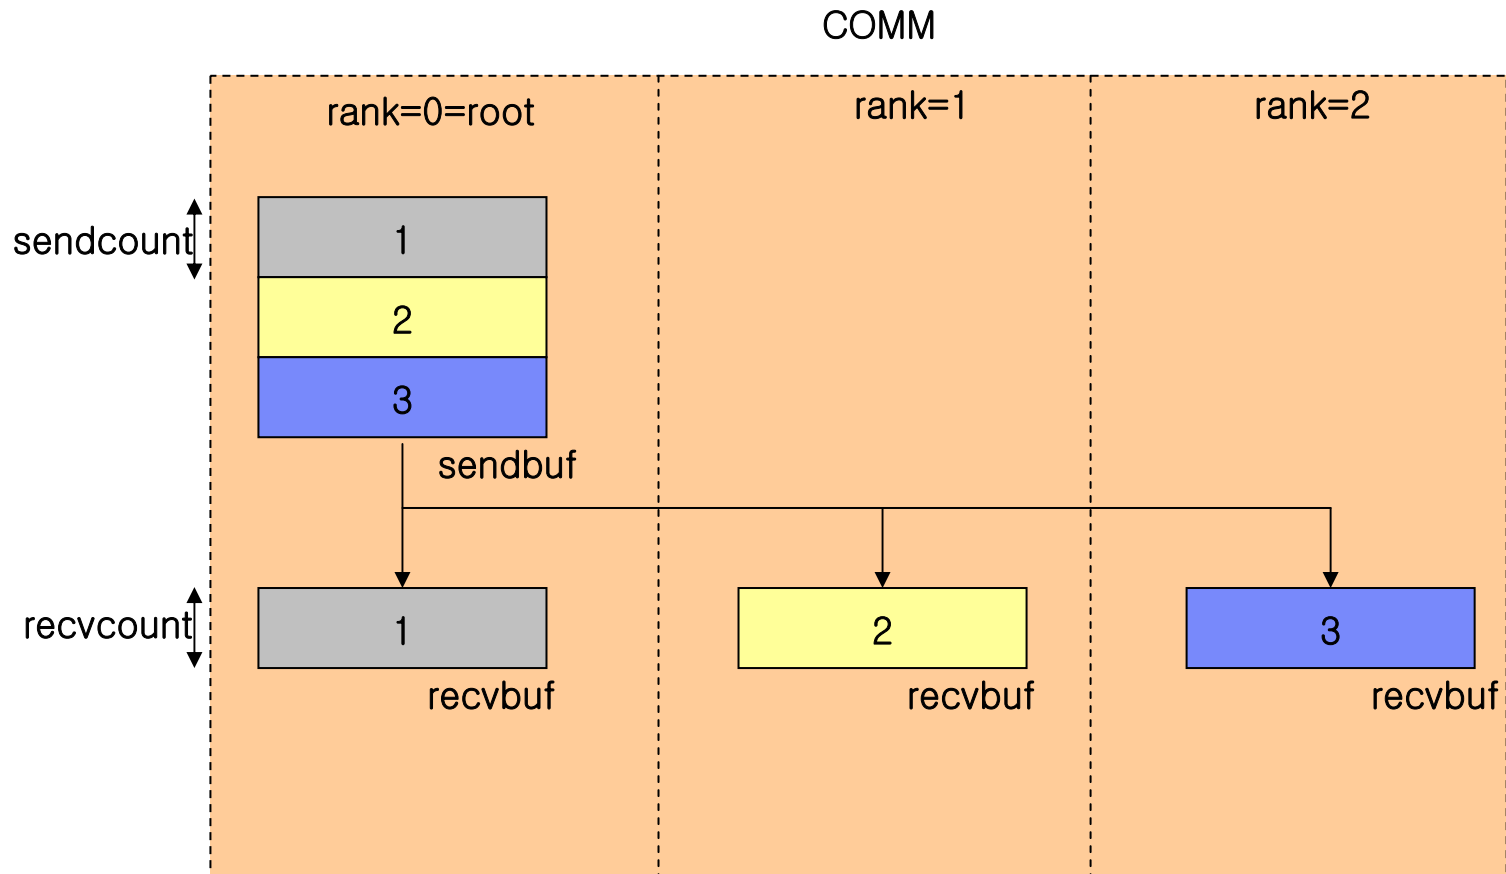 COMM
rank=0=root
rank=1
rank=2
sendcount
1
2
3
sendbuf
recvcount
1
2
3
recvbuf
recvbuf
recvbuf